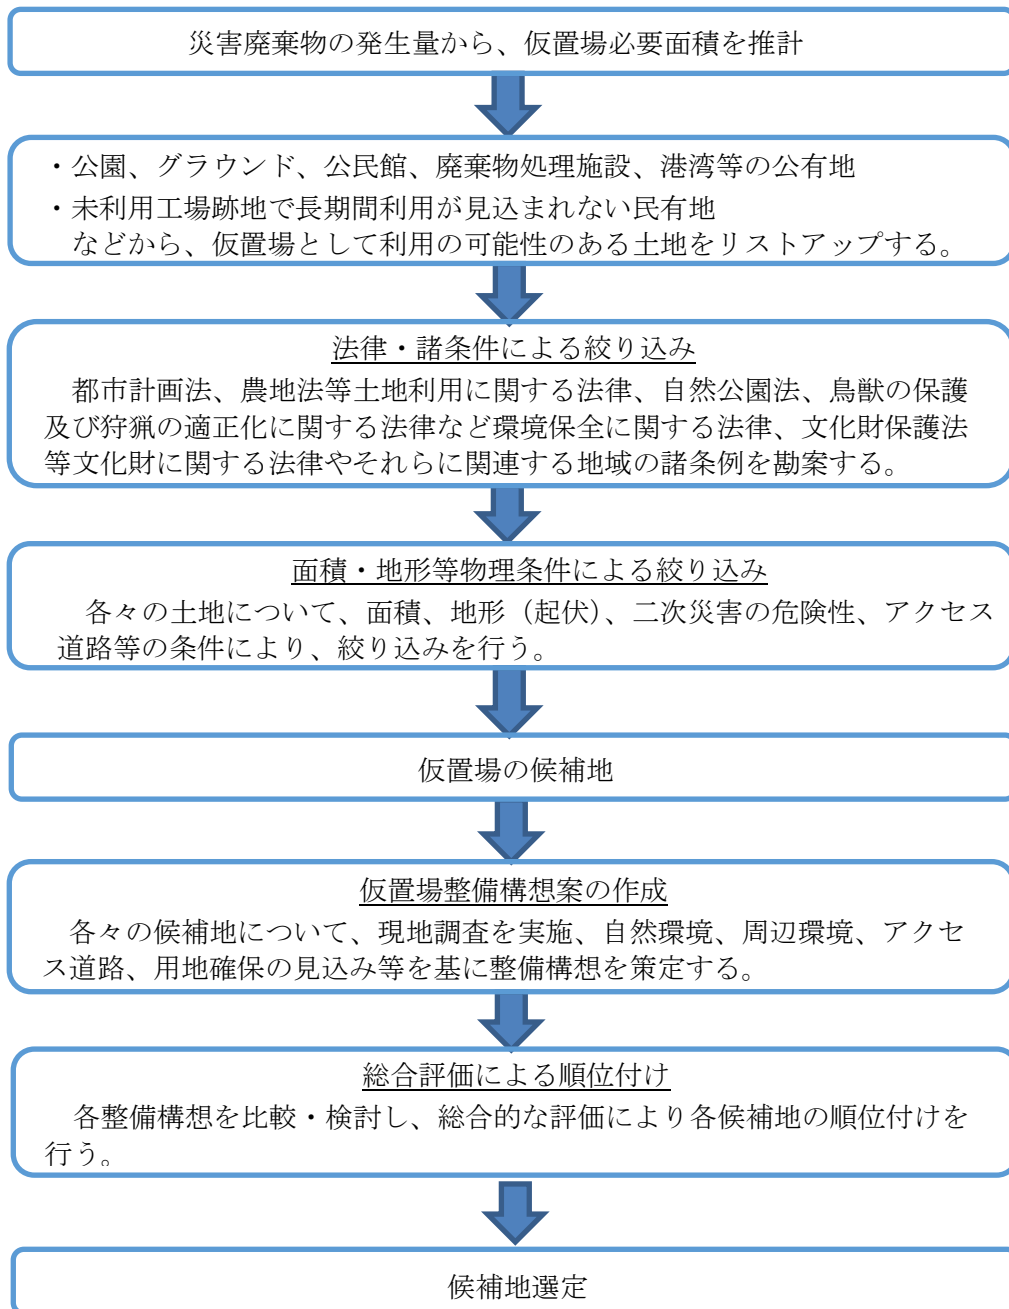 災害廃棄物の発生量から、仮置場必要面積を推計
・公園、グラウンド、公民館、廃棄物処理施設、港湾等の公有地
・未利用工場跡地で長期間利用が見込まれない民有地
などから、仮置場として利用の可能性のある土地をリストアップする。
法律・諸条件による絞り込み
都市計画法、農地法等土地利用に関する法律、自然公園法、鳥獣の保護
及び狩猟の適正化に関する法律など環境保全に関する法律、文化財保護法
等文化財に関する法律やそれらに関連する地域の諸条例を勘案する。
面積・地形等物理条件による絞り込み
各々の土地について、面積、地形（起伏）、二次災害の危険性、アクセス
道路等の条件により、絞り込みを行う。
仮置場の候補地
仮置場整備構想案の作成
各々の候補地について、現地調査を実施、自然環境、周辺環境、アクセ
ス道路、用地確保の見込み等を基に整備構想を策定する。
総合評価による順位付け
各整備構想を比較・検討し、総合的な評価により各候補地の順位付けを
行う。
候補地選定